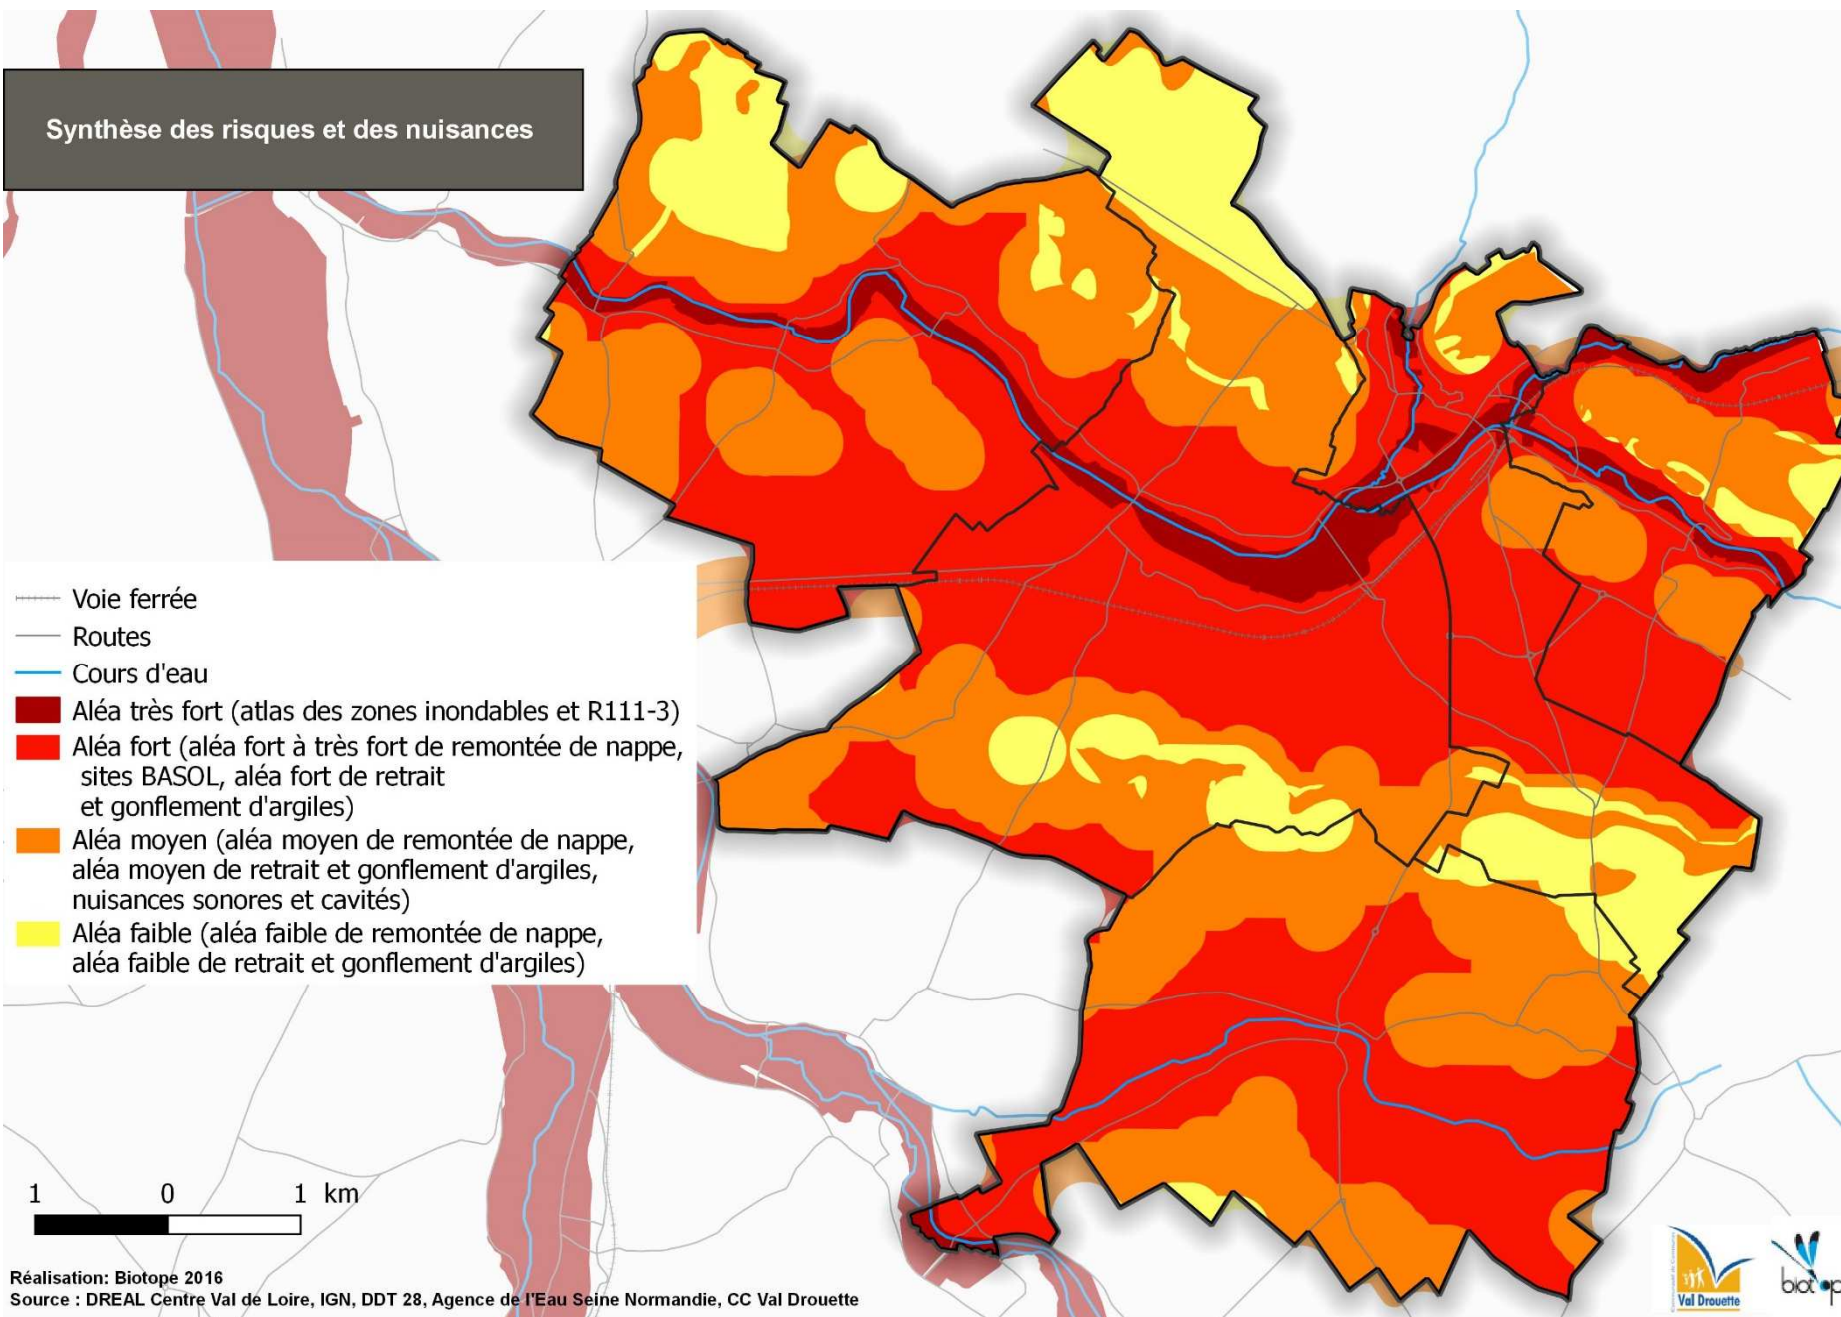 Synthèse des risques et des nuisances
Voie ferrée
Routes
Cours d'eau
Aléa très fort (atlas des zones inondables et R111-3)
Aléa fort (aléa fort à très fort de remontée de nappe,
sites BASOL, aléa fort de retrait
et gonflement d'argiles)
Aléa moyen (aléa moyen de remontée de nappe,
aléa moyen de retrait et gonflement d'argiles,
nuisances sonores et cavités)
Aléa faible (aléa faible de remontée de nappe,
aléa faible de retrait et gonflement d'argiles)
1 0 1 km
Réalisation: Biotope 2016
Source : DREAL Centre Val de Loire, IGN, DDT 28, Agence de l'Eau Seine Normandie, CC Val Drouette
Val Drouette
biotop